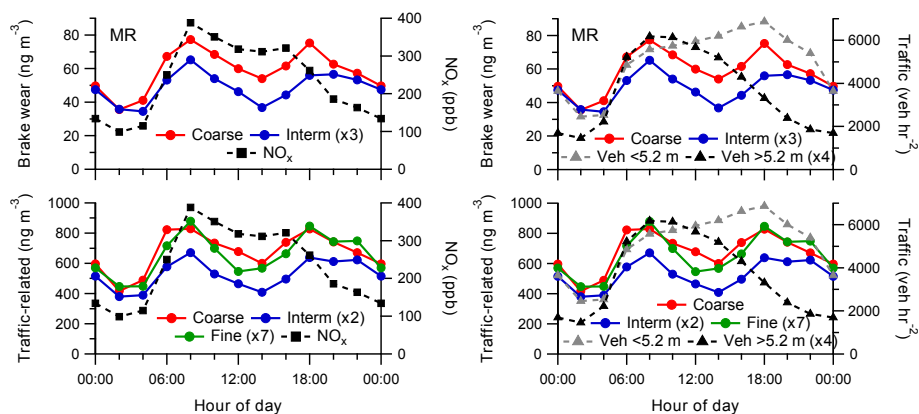 MR
Brake wear (ng m⁻³)
100
80
60
40
20
0
400
300
200
100
0
NOₓ (ppb)
Coarse Interm (x3)
NOₓ
MR
Brake wear (ng m⁻³)
100
80
60
40
20
0
6000
4000
2000
0
Traffic (veh hr⁻²)
Coarse Interm (x3)
Veh <5.2 m Veh >5.2 m (x4)
Traffic-related (ng m⁻³)
1000
800
600
400
200
0
400
300
200
100
0
NOₓ (ppb)
Coarse Interm (x2)
Fine (x7) NOₓ
00:00 06:00 12:00 18:00 00:00
Hour of day
Traffic-related (ng m⁻³)
1000
800
600
400
200
0
6000
4000
2000
0
Traffic (veh hr⁻²)
Coarse
Interm (x2) Fine (x7)
Veh <5.2 m Veh >5.2 m (x4)
00:00 06:00 12:00 18:00 00:00
Hour of day